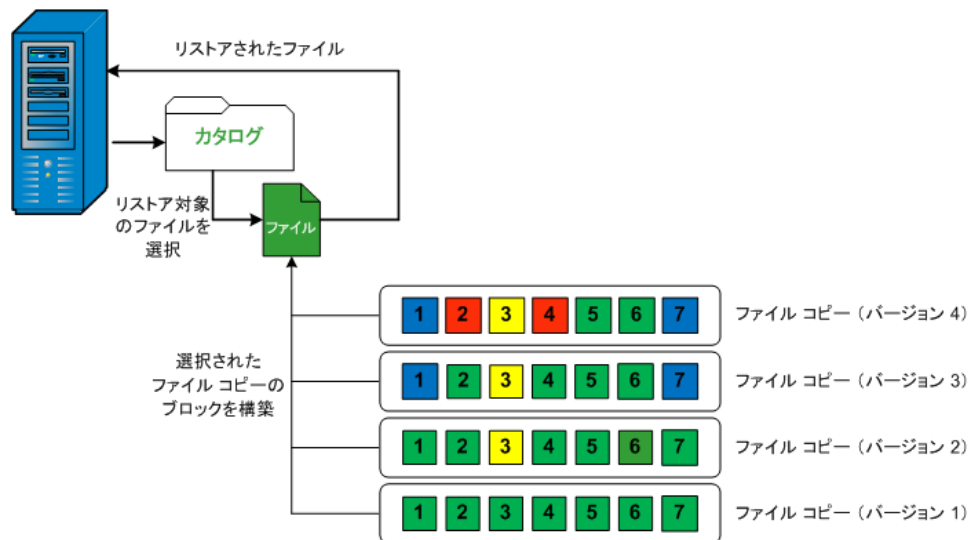 リストアされたファイル
カタログ
リストア対象
のファイルを
選択
ファイル
1 2 3 4 5 6 7
ファイル コピー (バージョン 4)
選択された
ファイル コピーの
ブロックを構築
1 2 3 4 5 6 7
ファイル コピー (バージョン 3)
1 2 3 4 5 6 7
ファイル コピー (バージョン 2)
1 2 3 4 5 6 7
ファイル コピー (バージョン 1)